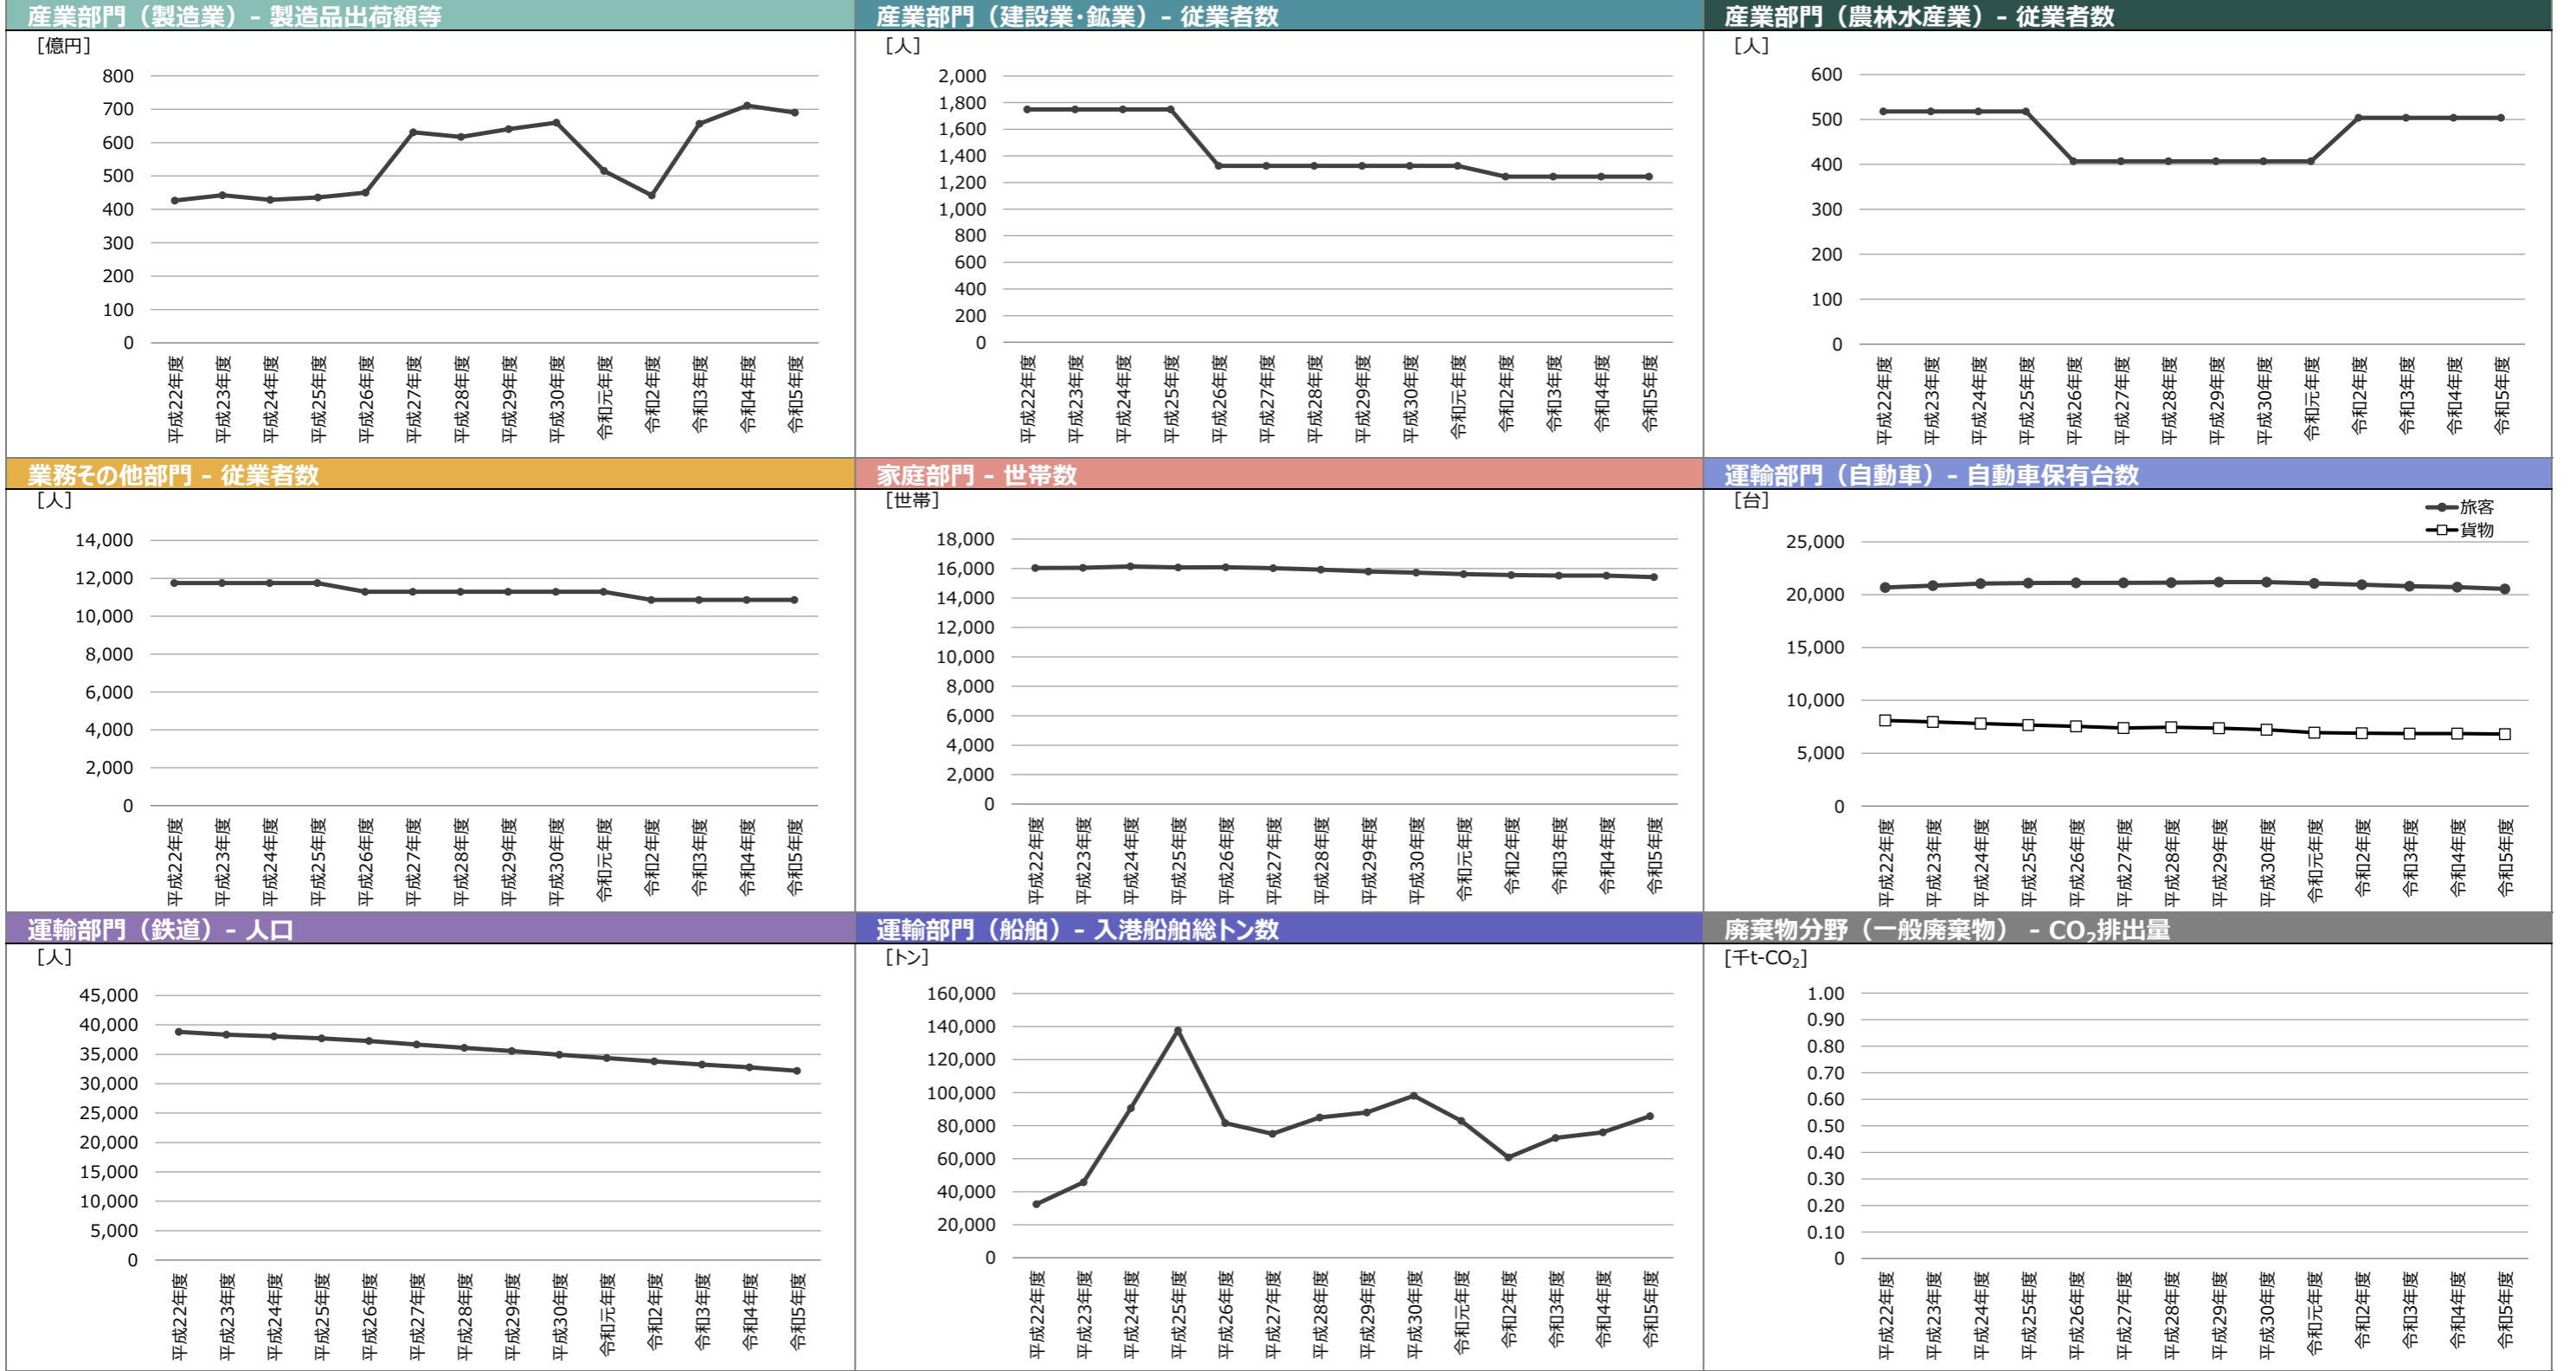 産業部門（製造業）- 製造品出荷額等
[億円]
800
700
600
500
400
300
200
100
0
平成22年度
平成23年度
平成24年度
平成25年度
平成26年度
平成27年度
平成28年度
平成29年度
平成30年度
令和元年度
令和2年度
令和3年度
令和4年度
令和5年度
産業部門（建設業・鉱業）- 従業者数
[人]
2,000
1,800
1,600
1,400
1,200
1,000
800
600
400
200
0
平成22年度
平成23年度
平成24年度
平成25年度
平成26年度
平成27年度
平成28年度
平成29年度
平成30年度
令和元年度
令和2年度
令和3年度
令和4年度
令和5年度
産業部門（農林水産業）- 従業者数
[人]
600
500
400
300
200
100
0
平成22年度
平成23年度
平成24年度
平成25年度
平成26年度
平成27年度
平成28年度
平成29年度
平成30年度
令和元年度
令和2年度
令和3年度
令和4年度
令和5年度
業務その他部門 - 従業者数
[人]
14,000
12,000
10,000
8,000
6,000
4,000
2,000
0
平成22年度
平成23年度
平成24年度
平成25年度
平成26年度
平成27年度
平成28年度
平成29年度
平成30年度
令和元年度
令和2年度
令和3年度
令和4年度
令和5年度
家庭部門 - 世帯数
[世帯]
18,000
16,000
14,000
12,000
10,000
8,000
6,000
4,000
2,000
0
平成22年度
平成23年度
平成24年度
平成25年度
平成26年度
平成27年度
平成28年度
平成29年度
平成30年度
令和元年度
令和2年度
令和3年度
令和4年度
令和5年度
運輸部門（自動車）- 自動車保有台数
[台]
旅客
貨物
25,000
20,000
15,000
10,000
5,000
0
平成22年度
平成23年度
平成24年度
平成25年度
平成26年度
平成27年度
平成28年度
平成29年度
平成30年度
令和元年度
令和2年度
令和3年度
令和4年度
令和5年度
運輸部門（鉄道）- 人口
[人]
45,000
40,000
35,000
30,000
25,000
20,000
15,000
10,000
5,000
0
平成22年度
平成23年度
平成24年度
平成25年度
平成26年度
平成27年度
平成28年度
平成29年度
平成30年度
令和元年度
令和2年度
令和3年度
令和4年度
令和5年度
運輸部門（船舶）- 入港船舶総トン数
[トン]
160,000
140,000
120,000
100,000
80,000
60,000
40,000
20,000
0
平成22年度
平成23年度
平成24年度
平成25年度
平成26年度
平成27年度
平成28年度
平成29年度
平成30年度
令和元年度
令和2年度
令和3年度
令和4年度
令和5年度
廃棄物分野（一般廃棄物） - CO₂排出量
[千t-CO₂]
1.00
0.90
0.80
0.70
0.60
0.50
0.40
0.30
0.20
0.10
0
平成22年度
平成23年度
平成24年度
平成25年度
平成26年度
平成27年度
平成28年度
平成29年度
平成30年度
令和元年度
令和2年度
令和3年度
令和4年度
令和5年度